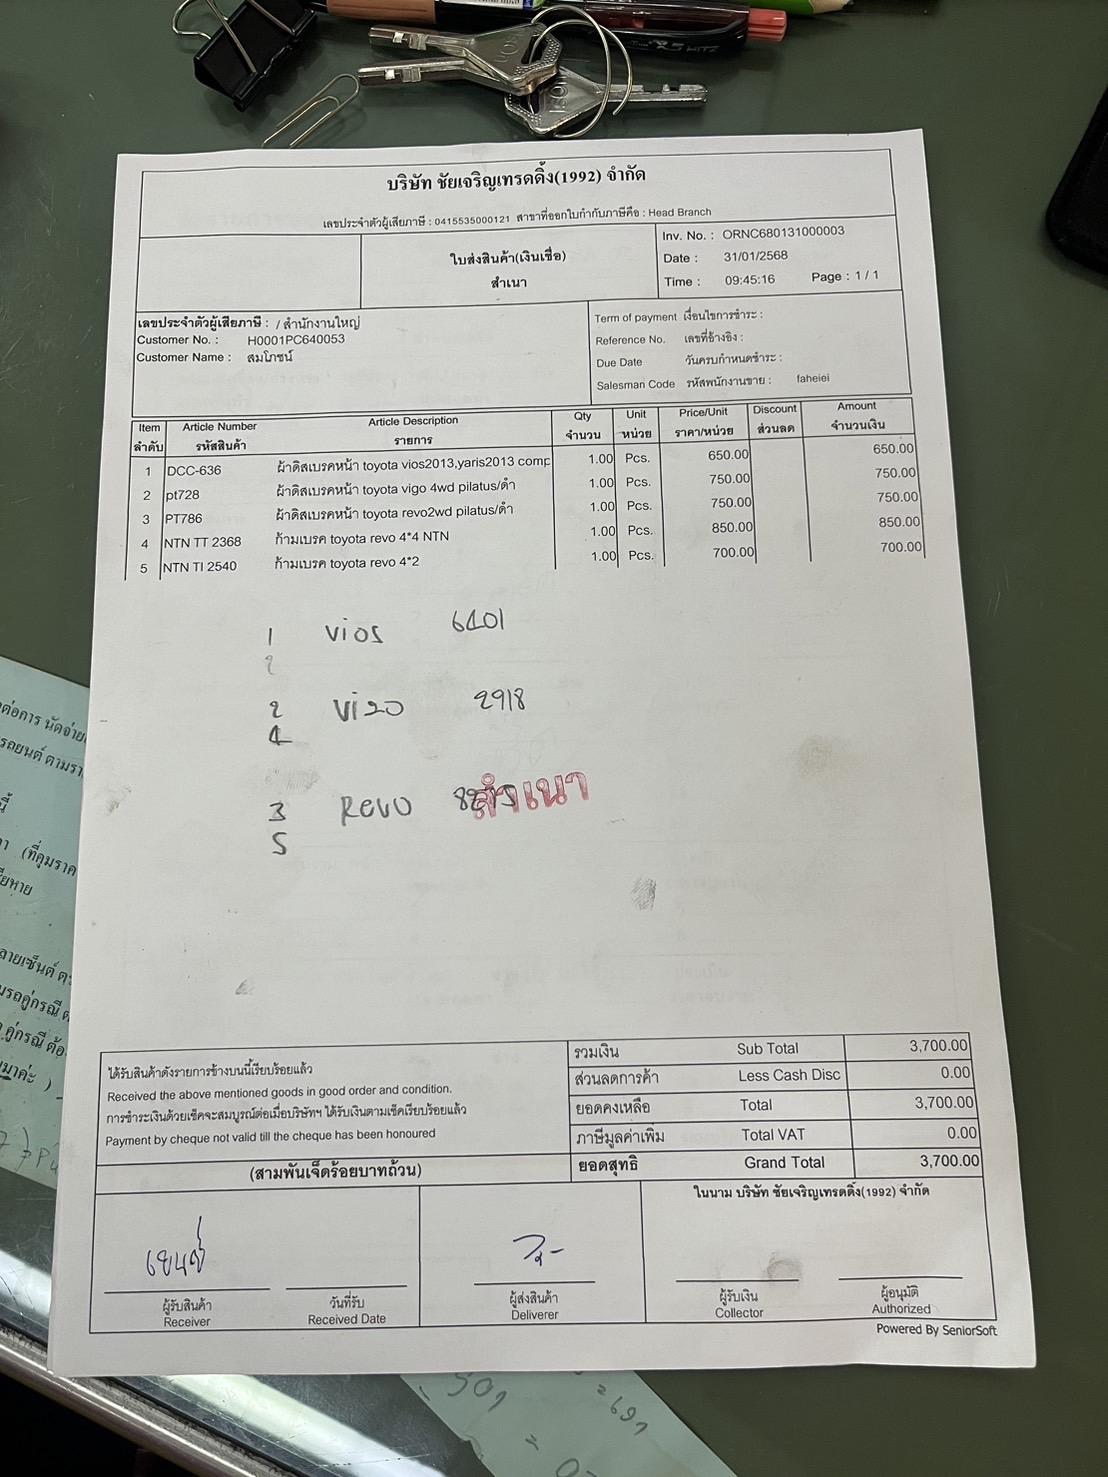 บริษัท ชัยเจริญเทรดดิ้ง(1992) จำกัด
เลขประจำตัวผู้เสียภาษี : 0415535000121 สาขาที่ออกใบกำกับภาษีคือ : Head Branch
ใบส่งสินค้า(เงินเชื่อ)
สำเนา
Inv. No. : ORNC680131000003
Date : 31/01/2568
Time : 09:45:16 Page : 1 / 1
เลขประจำตัวผู้เสียภาษี : / สำนักงานใหญ่
Customer No. : H0001PC640053
Customer Name : สมโภชน์
Term of payment เงื่อนไขการชำระ :
Reference No. เลขที่อ้างอิง :
Due Date วันครบกำหนดชำระ :
Salesman Code รหัสพนักงานขาย : faheiei
Item Article Number Article Description Qty Unit Price/Unit Discount Amount
ลำดับ รหัสสินค้า รายการ จำนวน หน่วย ราคา/หน่วย ส่วนลด จำนวนเงิน
1 DCC-636 ผ้าดิสเบรคหน้า toyota vios2013,yaris2013 comp 1.00 Pcs. 650.00 650.00
2 pt728 ผ้าดิสเบรคหน้า toyota vigo 4wd pilatus/ดำ 1.00 Pcs. 750.00 750.00
3 PT786 ผ้าดิสเบรคหน้า toyota revo2wd pilatus/ดำ 1.00 Pcs. 750.00 750.00
4 NTN TT 2368 ก้ามเบรค toyota revo 4*4 NTN 1.00 Pcs. 850.00 850.00
5 NTN TI 2540 ก้ามเบรค toyota revo 4*2 1.00 Pcs. 700.00 700.00
1 vios
2
2 vigo 2918
4
3 Revo สำเนา
5
ได้รับสินค้าดังรายการข้างบนนี้เรียบร้อยแล้ว
Received the above mentioned goods in good order and condition.
การชำระเงินด้วยเช็คจะสมบูรณ์ต่อเมื่อบริษัทฯ ได้รับเงินตามเช็คเรียบร้อยแล้ว
Payment by cheque not valid till the cheque has been honoured
(สามพันเจ็ดร้อยบาทถ้วน)
รวมเงิน Sub Total 3,700.00
ส่วนลดการค้า Less Cash Disc 0.00
ยอดคงเหลือ Total 3,700.00
ภาษีมูลค่าเพิ่ม Total VAT 0.00
ยอดสุทธิ Grand Total 3,700.00
ในนาม บริษัท ชัยเจริญเทรดดิ้ง(1992) จำกัด
ผู้รับสินค้า วันที่รับ ผู้ส่งสินค้า ผู้รับเงิน ผู้อนุมัติ
Receiver Received Date Deliverer Collector Authorized
Powered By SeniorSoft